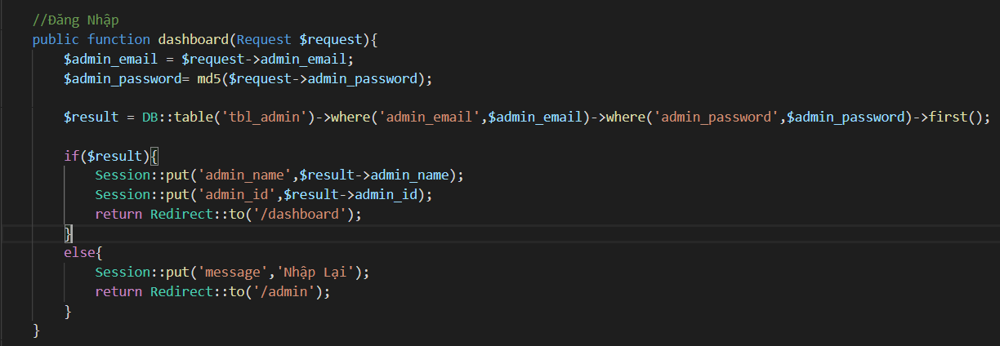 //Đăng Nhập
public function dashboard(Request $request){
$admin_email = $request->admin_email;
$admin_password= md5($request->admin_password);
$result = DB::table('tbl_admin')->where('admin_email',$admin_email)->where('admin_password',$admin_password)->first();
if($result){
Session::put('admin_name',$result->admin_name);
Session::put('admin_id',$result->admin_id);
return Redirect::to('/dashboard');
}
else{
Session::put('message','Nhập Lại');
return Redirect::to('/admin');
}
}